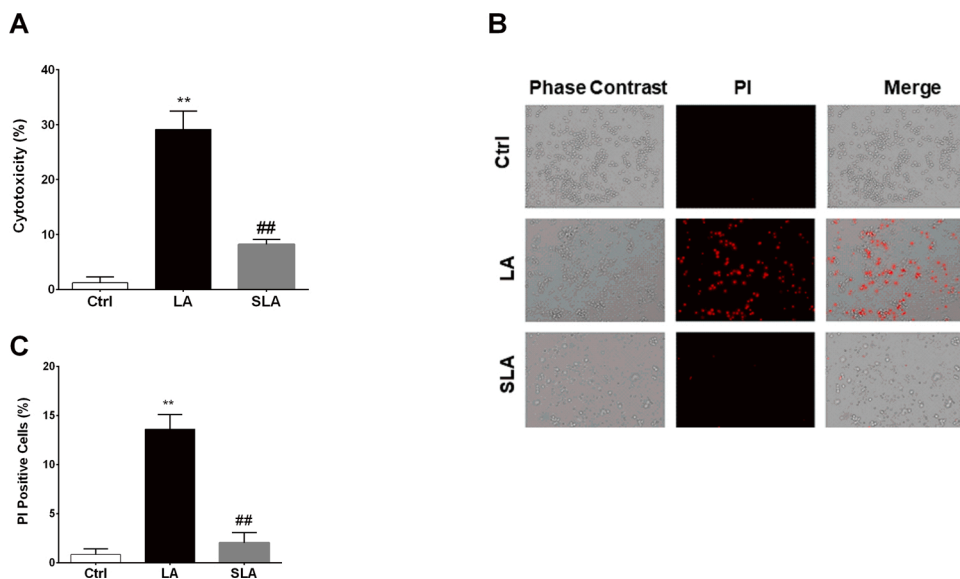 A
Cytotoxicity (%)
40
30
20
10
0
**
##
Ctrl
LA
SLA
B
Phase Contrast
PI
Merge
Ctrl
LA
SLA
C
PI Positive Cells (%)
20
15
10
5
0
**
##
Ctrl
LA
SLA